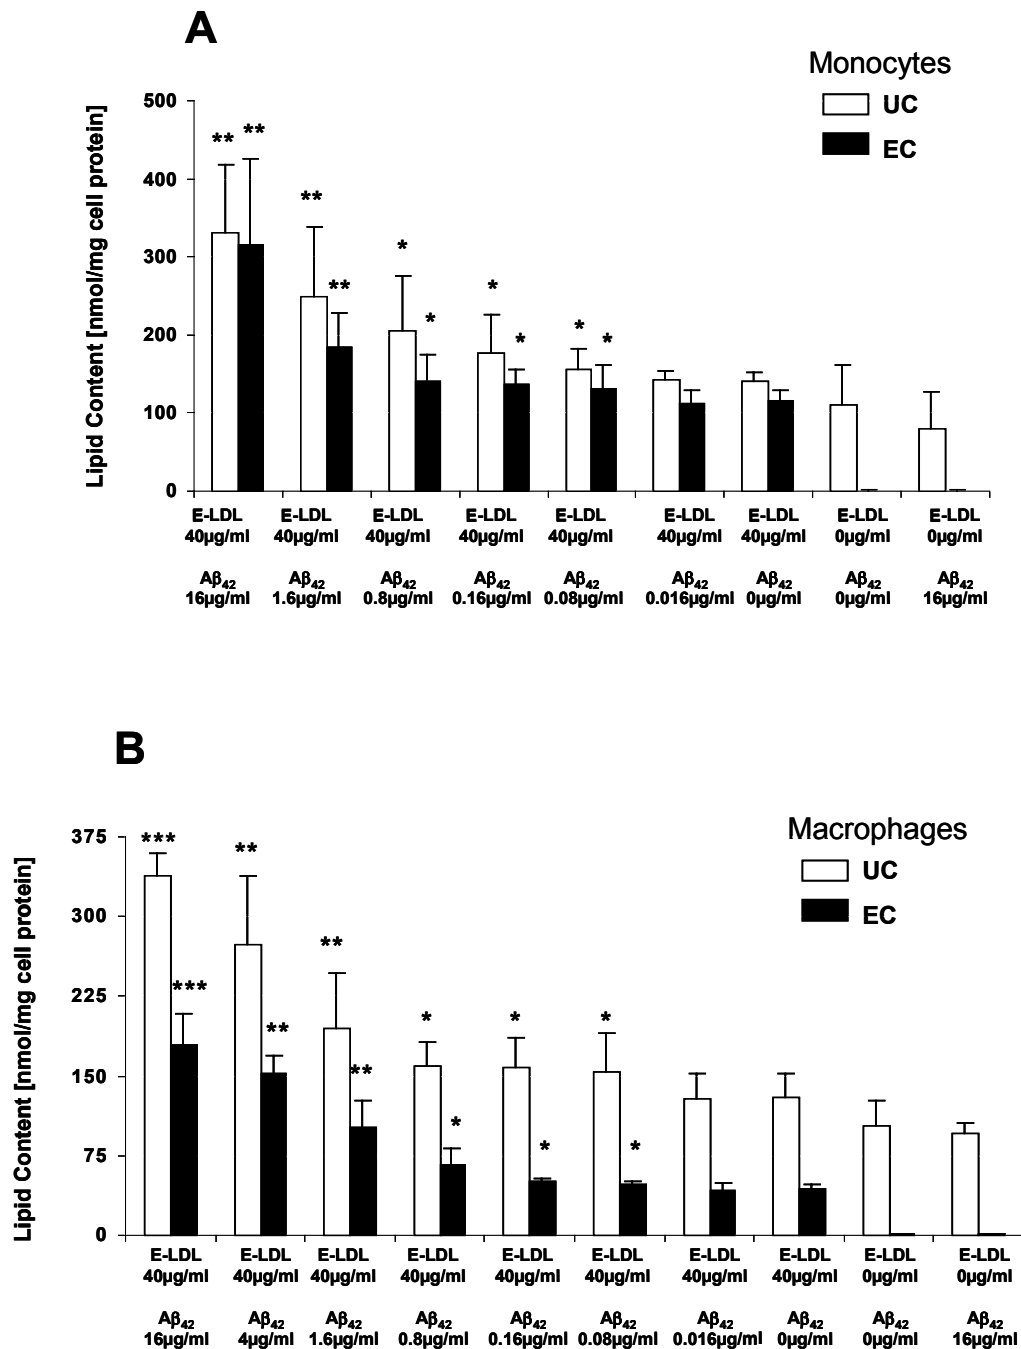 A
Monocytes
UC
EC
Lipid Content [nmol/mg cell protein]
500
400
300
200
100
0
** ** ** ** * * * * * *
E-LDL E-LDL E-LDL E-LDL E-LDL E-LDL E-LDL E-LDL E-LDL
40µg/ml 40µg/ml 40µg/ml 40µg/ml 40µg/ml 40µg/ml 40µg/ml 0µg/ml 0µg/ml
Aβ42 Aβ42 Aβ42 Aβ42 Aβ42 Aβ42 Aβ42 Aβ42 Aβ42
16µg/ml 1.6µg/ml 0.8µg/ml 0.16µg/ml 0.08µg/ml 0.016µg/ml 0µg/ml 0µg/ml 16µg/ml
B
Macrophages
UC
EC
Lipid Content [nmol/mg cell protein]
375
300
225
150
75
0
*** *** ** ** ** ** * * * * * *
E-LDL E-LDL E-LDL E-LDL E-LDL E-LDL E-LDL E-LDL E-LDL E-LDL
40µg/ml 40µg/ml 40µg/ml 40µg/ml 40µg/ml 40µg/ml 40µg/ml 40µg/ml 0µg/ml 0µg/ml
Aβ42 Aβ42 Aβ42 Aβ42 Aβ42 Aβ42 Aβ42 Aβ42 Aβ42 Aβ42
16µg/ml 4µg/ml 1.6µg/ml 0.8µg/ml 0.16µg/ml 0.08µg/ml 0.016µg/ml 0µg/ml 0µg/ml 16µg/ml